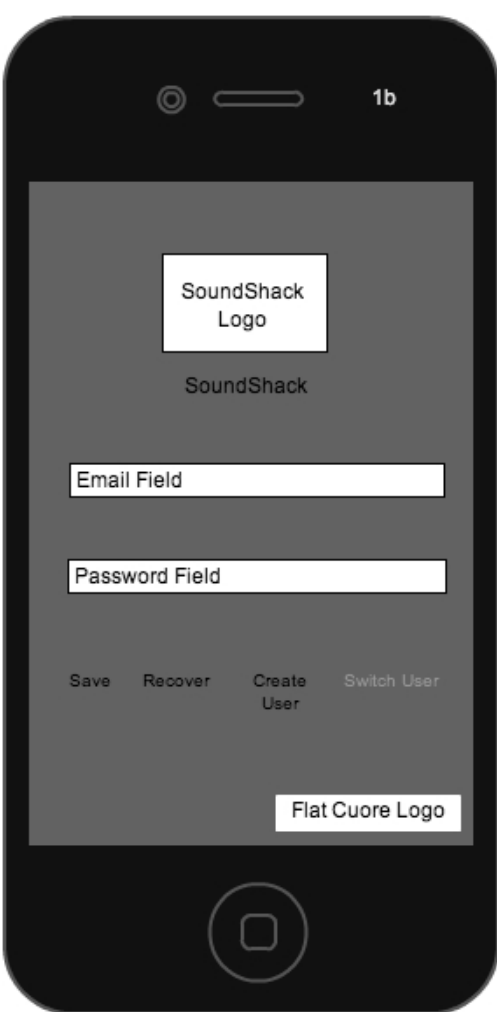 1b
SoundShack
Logo
SoundShack
Email Field
Password Field
Save Recover Create User Switch User
Flat Cuore Logo